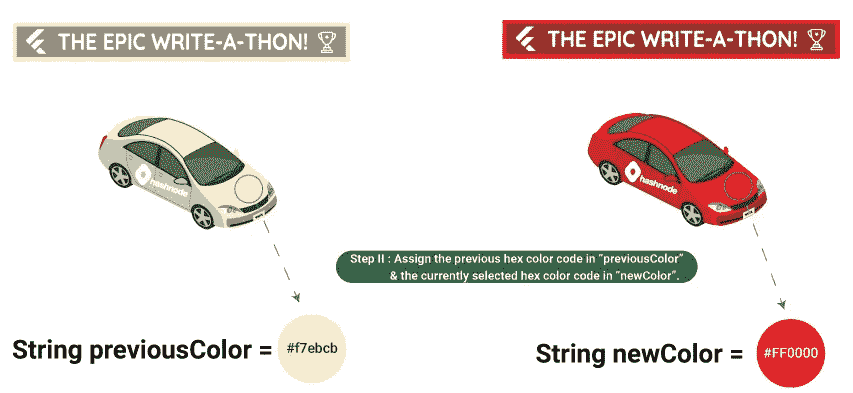 THE EPIC WRITE-A-THON!
THE EPIC WRITE-A-THON!
hashnode
hashnode
Step II : Assign the previous hex color code in "previousColor"
& the currently selected hex color code in "newColor".
String previousColor = #f7ebcb
String newColor = #FF0000